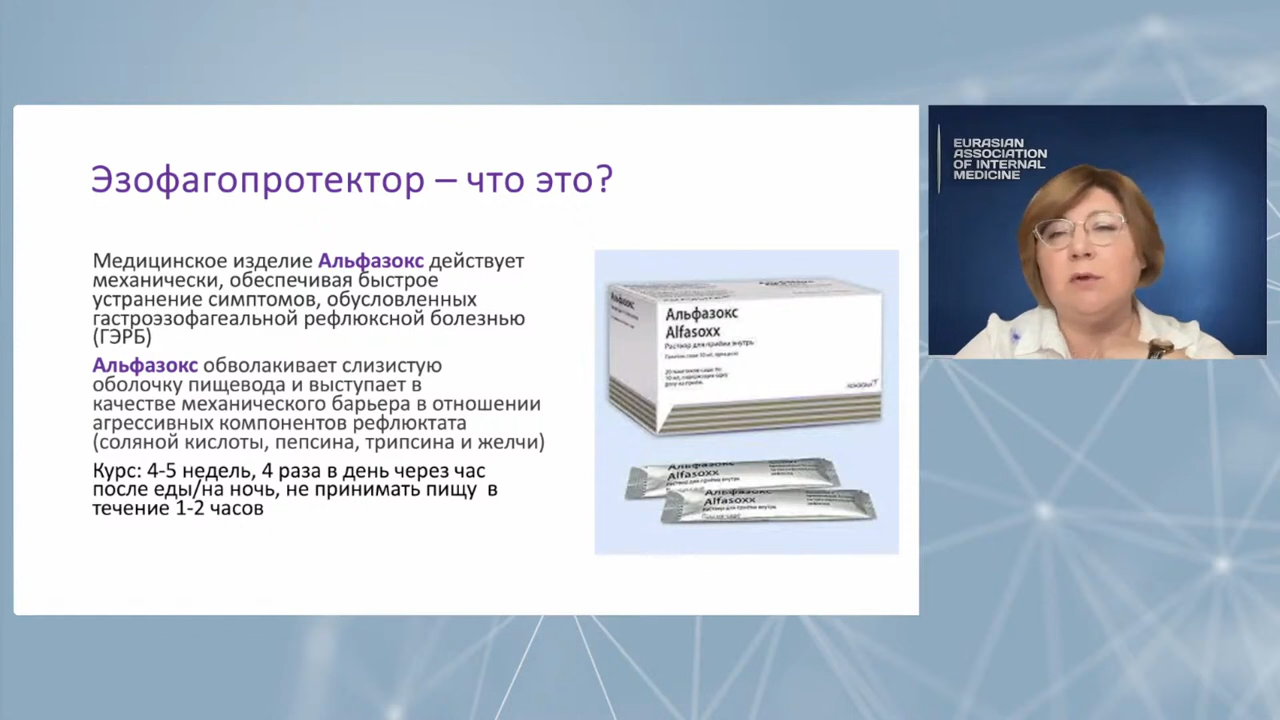 Эзофагопротектор – что это?
Медицинское изделие Альфазокс действует
механически, обеспечивая быстрое
устранение симптомов, обусловленных
гастроэзофагеальной рефлюксной болезнью
(ГЭРБ)
Альфазокс обволакивает слизистую
оболочку пищевода и выступает в
качестве механического барьера в отношении
агрессивных компонентов рефлюктата
(соляной кислоты, пепсина, трипсина и желчи)
Курс: 4-5 недель, 4 раза в день через час
после еды/на ночь, не принимать пищу в
течение 1-2 часов
Альфазокс
Alfasoxx
Раствор для приёма внутрь
Альфазокс
Alfasoxx
Альфазокс
Alfasoxx
EURASIAN
ASSOCIATION
OF INTERNAL
MEDICINE